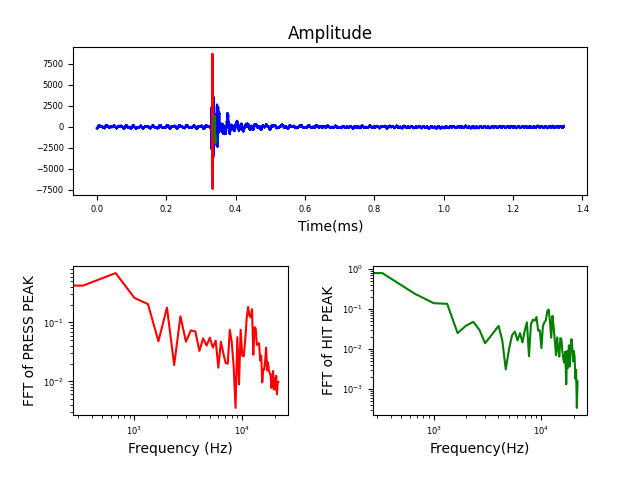 Amplitude
7500
5000
2500
0
−2500
−5000
−7500
0.0 0.2 0.4 0.6 0.8 1.0 1.2 1.4
Time(ms)
FFT of PRESS PEAK
10⁻¹
10⁻²
10³ 10⁴
Frequency (Hz)
FFT of HIT PEAK
10⁰
10⁻¹
10⁻²
10⁻³
10³ 10⁴
Frequency(Hz)